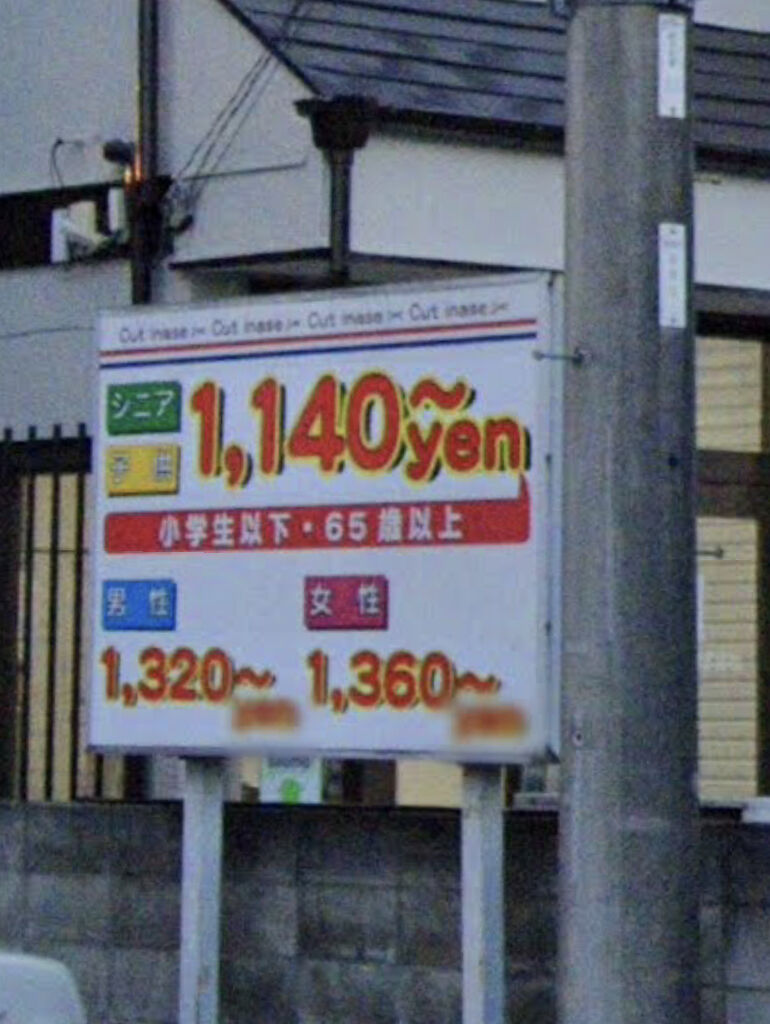 Cut inase Cut inase Cut inase Cut inase
シニア
子 供
1,140～yen
小学生以下・65歳以上
男 性
女 性
1,320～
1,360～